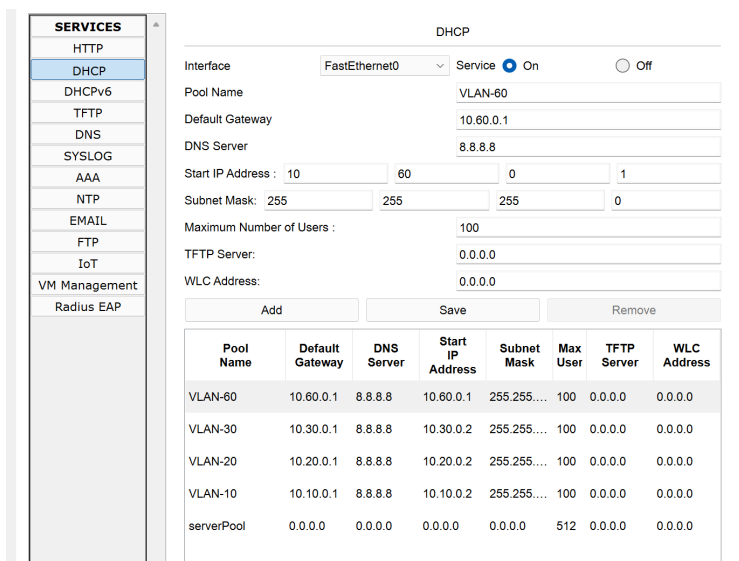 SERVICES
HTTP
DHCP
DHCPv6
TFTP
DNS
SYSLOG
AAA
NTP
EMAIL
FTP
IoT
VM Management
Radius EAP
DHCP
Interface FastEthernet0 Service On Off
Pool Name VLAN-60
Default Gateway 10.60.0.1
DNS Server 8.8.8.8
Start IP Address : 10 60 0 1
Subnet Mask: 255 255 255 0
Maximum Number of Users : 100
TFTP Server: 0.0.0.0
WLC Address: 0.0.0.0
Add Save Remove
Pool Name Default Gateway DNS Server Start IP Address Subnet Mask Max User TFTP Server WLC Address
VLAN-60 10.60.0.1 8.8.8.8 10.60.0.1 255.255.... 100 0.0.0.0 0.0.0.0
VLAN-30 10.30.0.1 8.8.8.8 10.30.0.2 255.255.... 100 0.0.0.0 0.0.0.0
VLAN-20 10.20.0.1 8.8.8.8 10.20.0.2 255.255.... 100 0.0.0.0 0.0.0.0
VLAN-10 10.10.0.1 8.8.8.8 10.10.0.2 255.255.... 100 0.0.0.0 0.0.0.0
serverPool 0.0.0.0 0.0.0.0 0.0.0.0 0.0.0.0 512 0.0.0.0 0.0.0.0